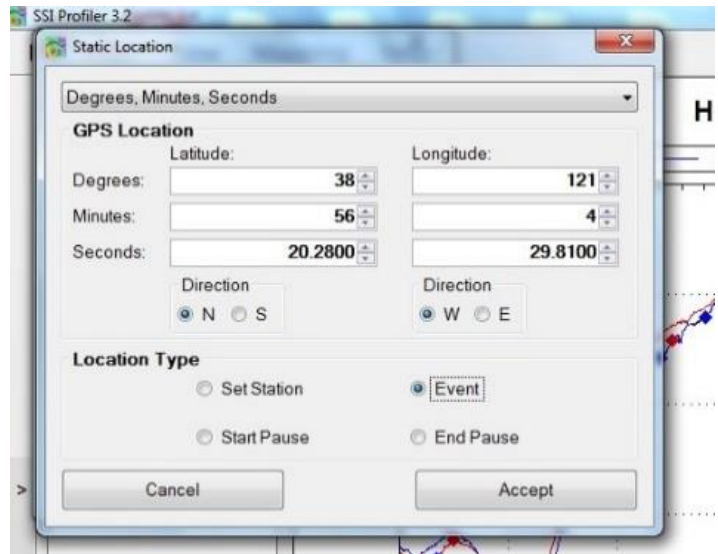 SSI Profiler 3.2
Static Location
Degrees, Minutes, Seconds
H
GPS Location
Latitude: Longitude:
Degrees: 38 121
Minutes: 56 4
Seconds: 20.2800 29.8100
Direction Direction
N S W E
Location Type
Set Station Event
Start Pause End Pause
>
Cancel Accept